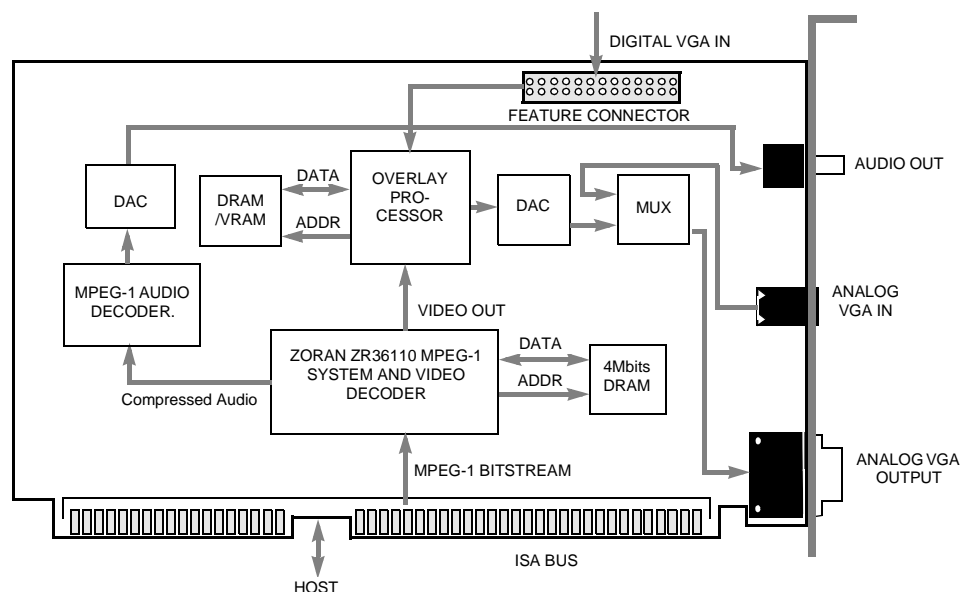 DIGITAL VGA IN
FEATURE CONNECTOR
AUDIO OUT
DAC
DRAM
/VRAM
DATA
ADDR
OVERLAY
PRO-
CESSOR
DAC
MUX
MPEG-1 AUDIO
DECODER.
VIDEO OUT
ANALOG
VGA IN
Compressed Audio
ZORAN ZR36110 MPEG-1
SYSTEM AND VIDEO
DECODER
DATA
ADDR
4Mbits
DRAM
MPEG-1 BITSTREAM
ANALOG VGA
OUTPUT
ISA BUS
HOST